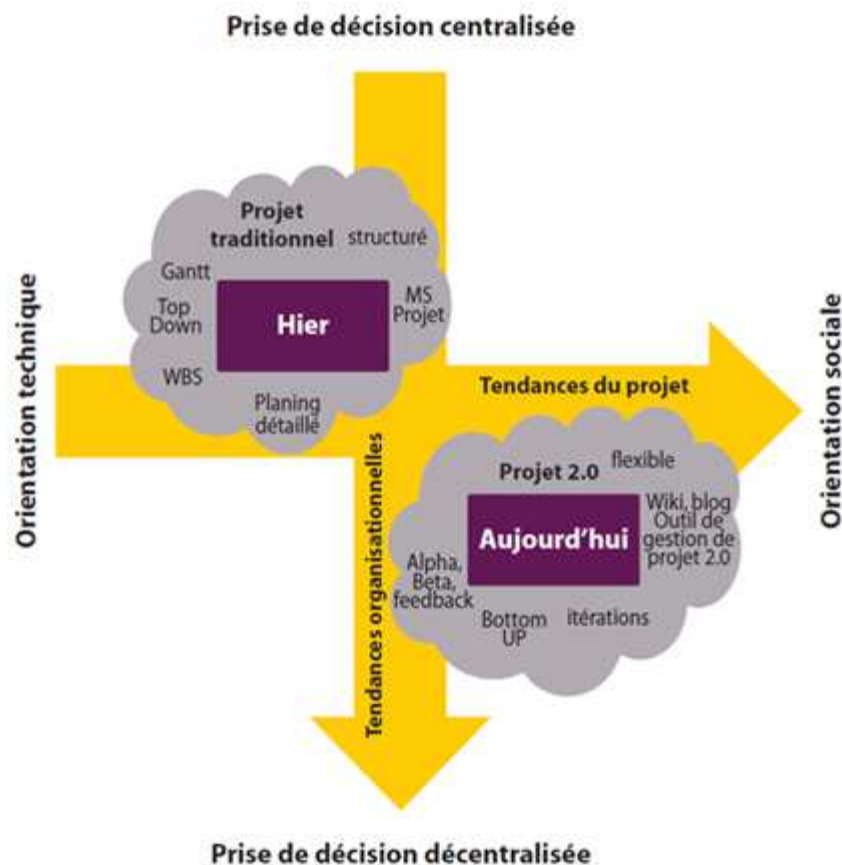 Prise de décision centralisée
Projet
traditionnel
structuré
Gantt
Top
Down
Hier
MS
Projet
WBS
Planing
détaillé
Orientation technique
Tendances du projet
Orientation sociale
Tendances organisationnelles
Projet 2.0
flexible
Aujourd'hui
Wiki, blog
Outil de
gestion de
projet 2.0
Alpha,
Beta,
feedback
Bottom
UP
itérations
Prise de décision décentralisée